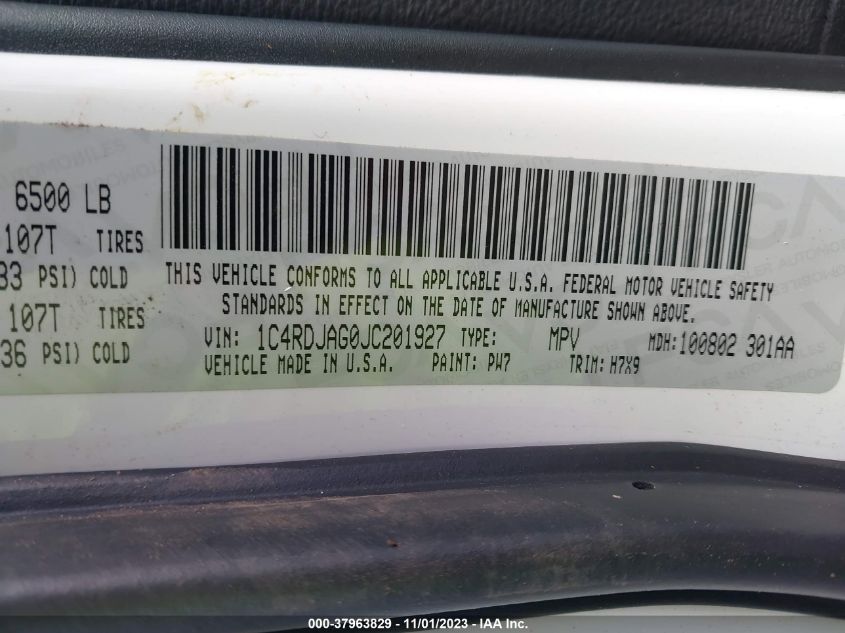 6500 LB
107T TIRES
33 PSI) COLD
107T TIRES
36 PSI) COLD
THIS VEHICLE CONFORMS TO ALL APPLICABLE U.S.A. FEDERAL MOTOR VEHICLE SAFETY
STANDARDS IN EFFECT ON THE DATE OF MANUFACTURE SHOWN ABOVE.
VIN: 1C4RDJAG0JC201927 TYPE: MPV MDH: 100802 301AA
VEHICLE MADE IN U.S.A. PAINT: PW7 TRIM: H7X9
000-37963829 - 11/01/2023 - IAA Inc.